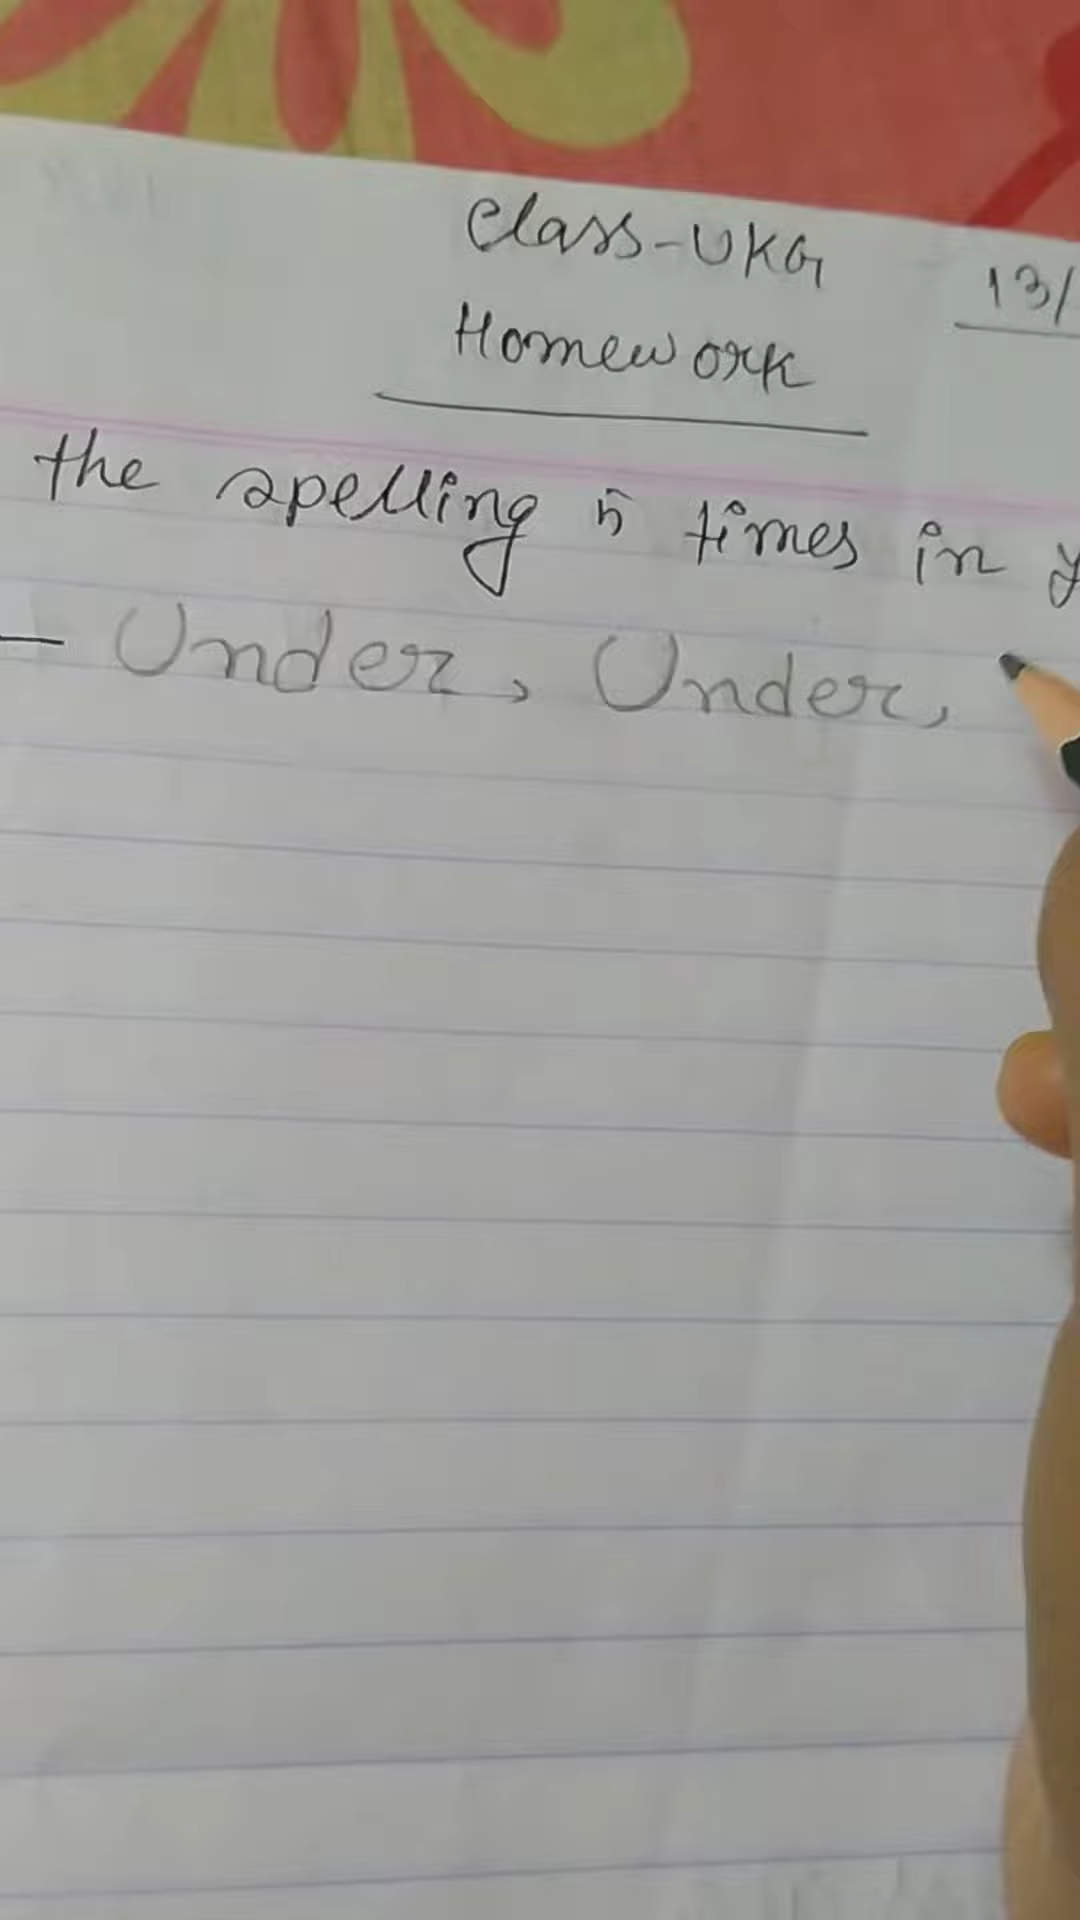 Class-UKG
13/
Homework
the spelling 5 times in y
– Under, Under,